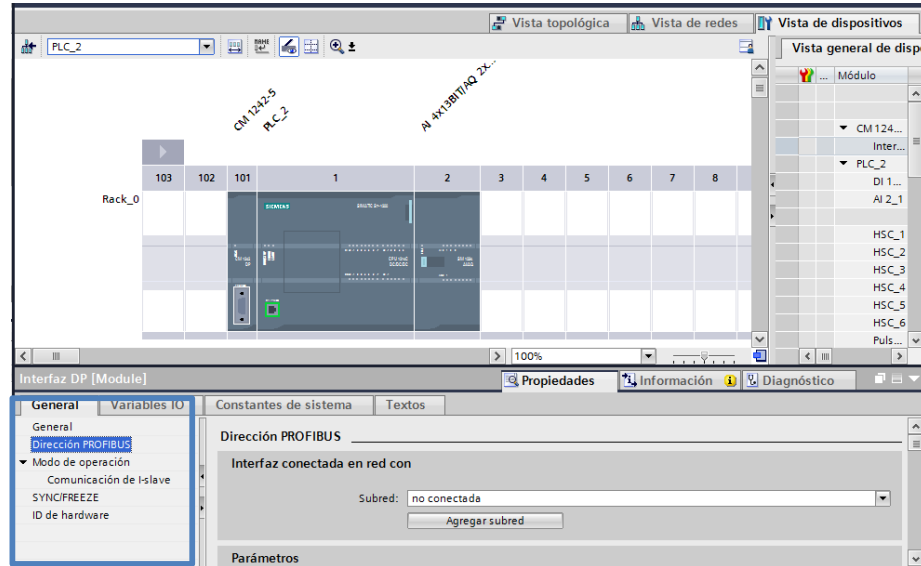 Vista topológica Vista de redes Vista de dispositivos
PLC_2 Vista general de disp
... Módulo
CM 1242-5
PLC_2
AI 4x13BIT/AQ 2x...
CM 124...
Inter...
PLC_2
DI 1...
AI 2_1
HSC_1
HSC_2
HSC_3
HSC_4
HSC_5
HSC_6
Puls...
103 102 101 1 2 3 4 5 6 7 8
Rack_0
SIEMENS
100%
Interfaz DP [Module] Propiedades Información Diagnóstico
General Variables IO Constantes de sistema Textos
General
Dirección PROFIBUS
Modo de operación
Comunicación de I-slave
SYNC/FREEZE
ID de hardware
Dirección PROFIBUS
Interfaz conectada en red con
Subred: no conectada
Agregar subred
Parámetros